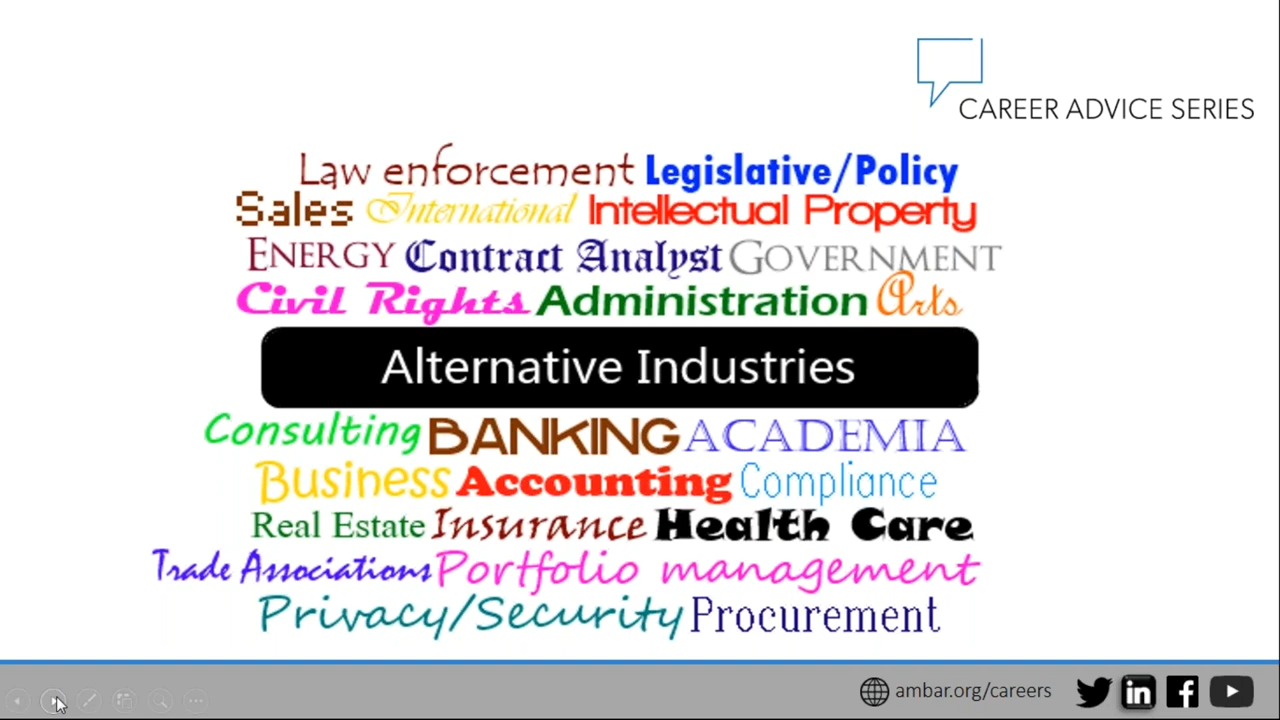 CAREER ADVICE SERIES
Law enforcement Legislative/Policy
Sales International Intellectual Property
ENERGY Contract Analyst GOVERNMENT
Civil Rights Administration Arts
Alternative Industries
Consulting BANKING ACADEMIA
Business Accounting Compliance
Real Estate Insurance Health Care
Trade Associations Portfolio management
Privacy/Security Procurement
ambar.org/careers